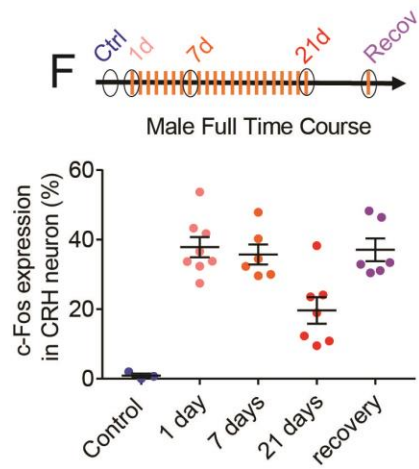 F
Ctrl
1d
7d
21d
Recov
Male Full Time Course
c-Fos expression
in CRH neuron (%)
60
40
20
0
Control
1 day
7 days
21 days
recovery